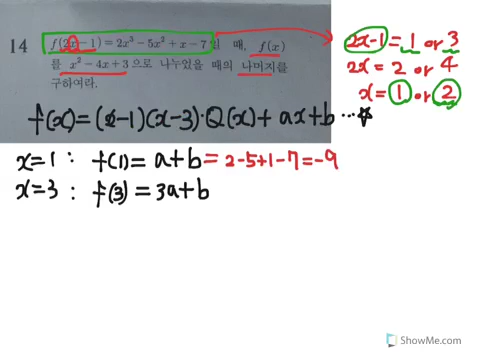 14 f(2x-1)=2x³-5x²+x-7일 때, f(x)
를 x²-4x+3으로 나누었을 때의 나머지를
구하여라.
2x-1=1 or 3
2x=2 or 4
x=1 or 2
f(x)=(x-1)(x-3)·Q(x)+ax+b …☆
x=1 : f(1)=a+b=2-5+1-7=-9
x=3 : f(3)=3a+b
ShowMe.com